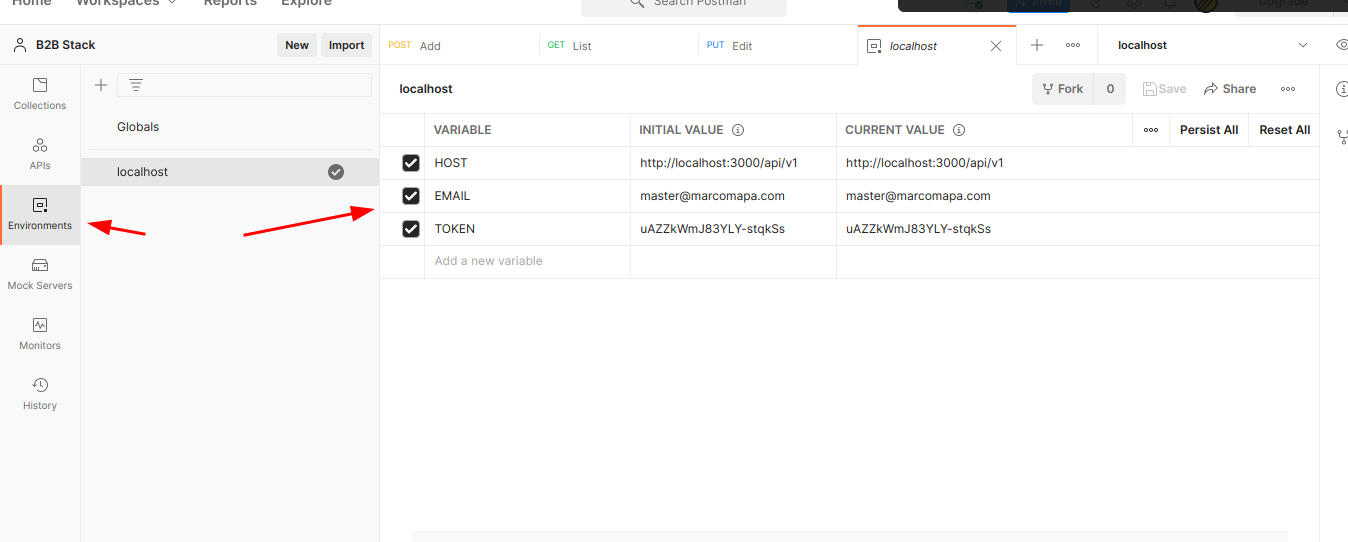 Home Workspaces Reports Explore Search Postman Invite Upgrade
B2B Stack New Import POST Add GET List PUT Edit localhost localhost
Collections
APIs
Environments
Mock Servers
Monitors
History
Globals
localhost
localhost Fork 0 Save Share
VARIABLE INITIAL VALUE CURRENT VALUE Persist All Reset All
HOST http://localhost:3000/api/v1 http://localhost:3000/api/v1
EMAIL master@marcomapa.com master@marcomapa.com
TOKEN uAZZkWmJ83YLY-stqkSs uAZZkWmJ83YLY-stqkSs
Add a new variable